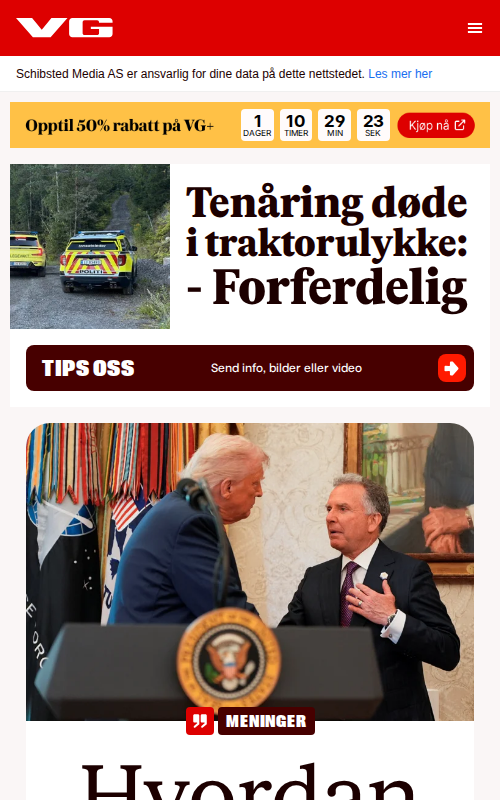 VG
Schibsted Media AS er ansvarlig for dine data på dette nettstedet. Les mer her
Opptil 50% rabatt på VG+
1 DAGER
10 TIMER
29 MIN
23 SEK
Kjøp nå
POLITI
Tenåring døde
i traktorulykke:
- Forferdelig
TIPS OSS
Send info, bilder eller video
MENINGER
Hvordan